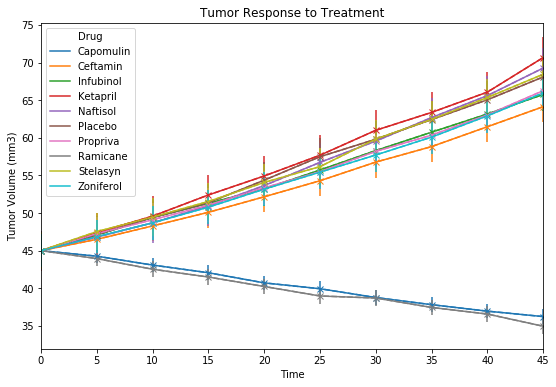 Tumor Response to Treatment
Tumor Volume (mm3)
75
70
65
60
55
50
45
40
35
Drug
Capomulin
Ceftamin
Infubinol
Ketapril
Naftisol
Placebo
Propriva
Ramicane
Stelasyn
Zoniferol
0 5 10 15 20 25 30 35 40 45
Time